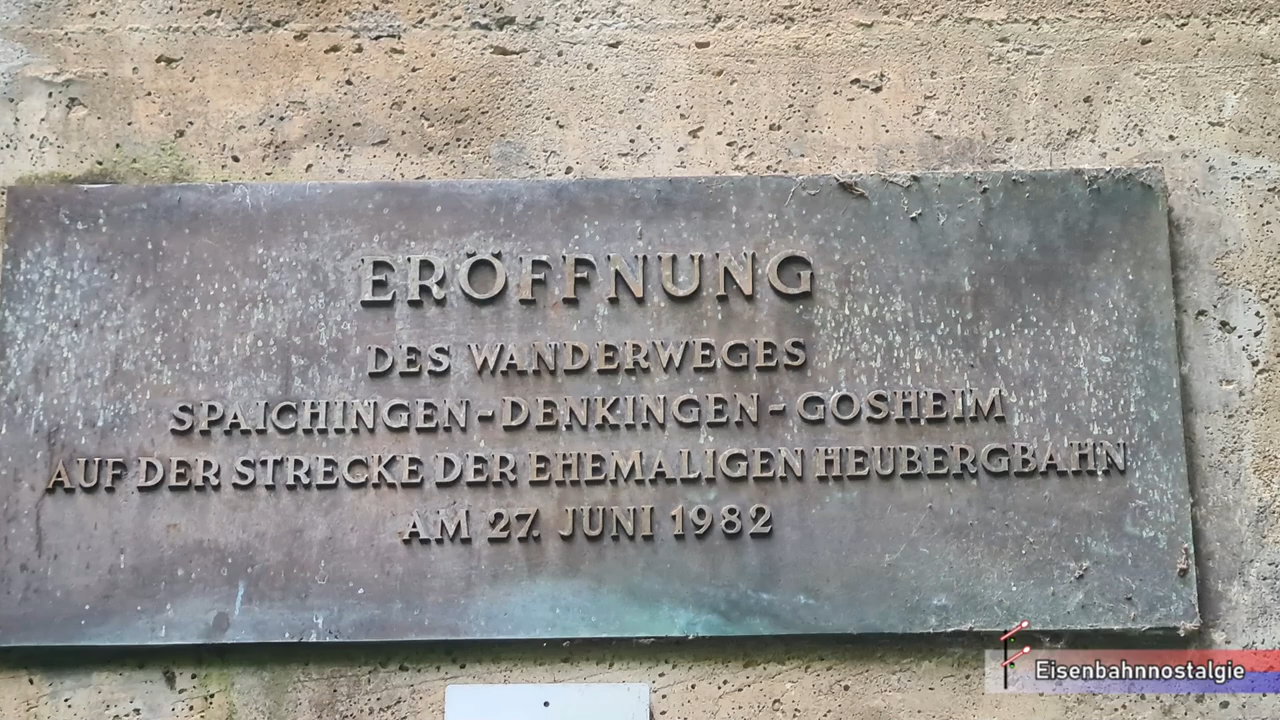 ERÖFFNUNG
DES WANDERWEGES
SPAICHINGEN-DENKINGEN-GOSHEIM
AUF DER STRECKE DER EHEMALIGEN HEUBERGBAHN
AM 27. JUNI 1982
Eisenbahnnostalgie